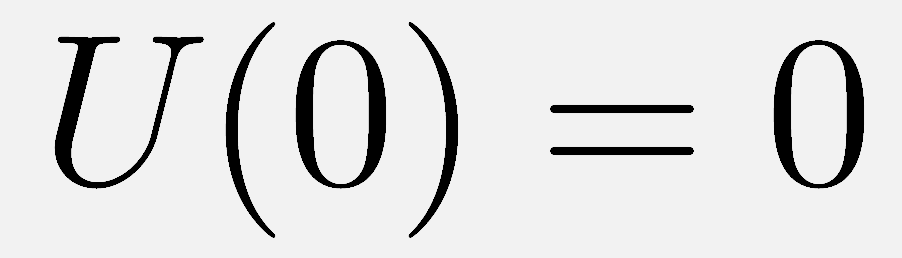 U(0) = 0